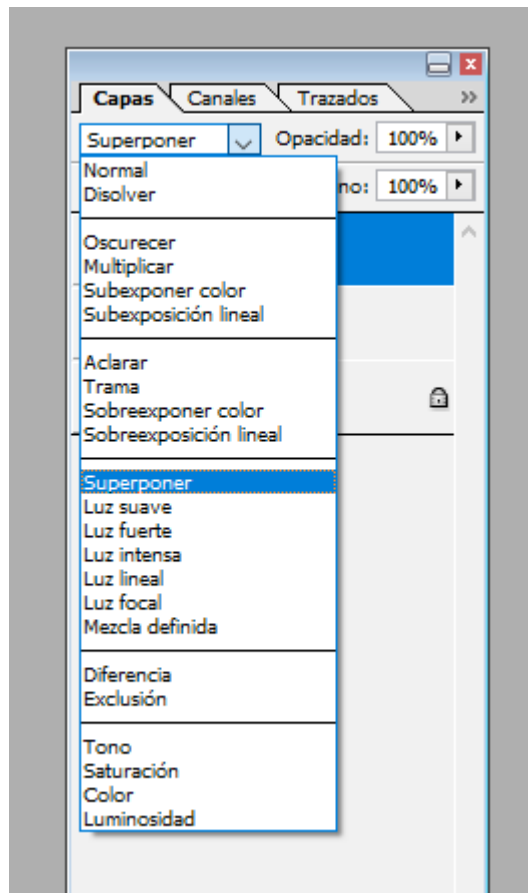 Capas Canales Trazados
Superponer Opacidad: 100%
no: 100%
Normal
Disolver
Oscurecer
Multiplicar
Subexponer color
Subexposición lineal
Aclarar
Trama
Sobreexponer color
Sobreexposición lineal
Superponer
Luz suave
Luz fuerte
Luz intensa
Luz lineal
Luz focal
Mezcla definida
Diferencia
Exclusión
Tono
Saturación
Color
Luminosidad